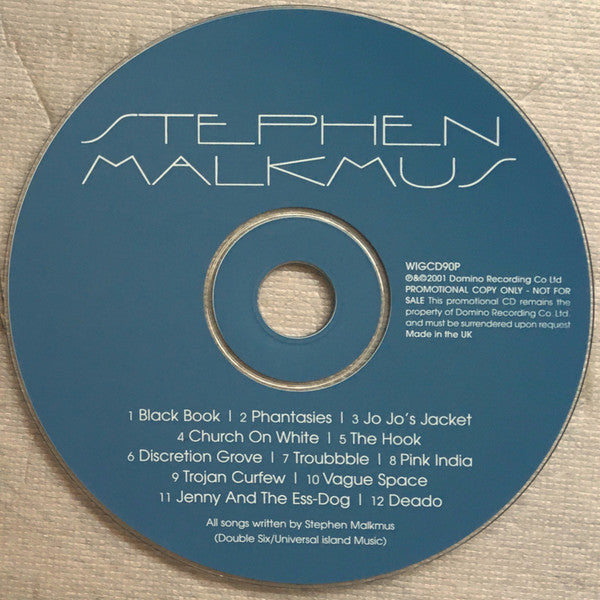 STEPHEN
MALKMUS
WIGCD90P
℗&©2001 Domino Recording Co Ltd
PROMOTIONAL COPY ONLY - NOT FOR
SALE This promotional CD remains the
property of Domino Recording Co Ltd.
and must be surrendered upon request
Made in the UK
1 Black Book | 2 Phantasies | 3 Jo Jo's Jacket
4 Church On White | 5 The Hook
6 Discretion Grove | 7 Troubbble | 8 Pink India
9 Trojan Curfew | 10 Vague Space
11 Jenny And The Ess-Dog | 12 Deado
All songs written by Stephen Malkmus
(Double Six/Universal island Music)